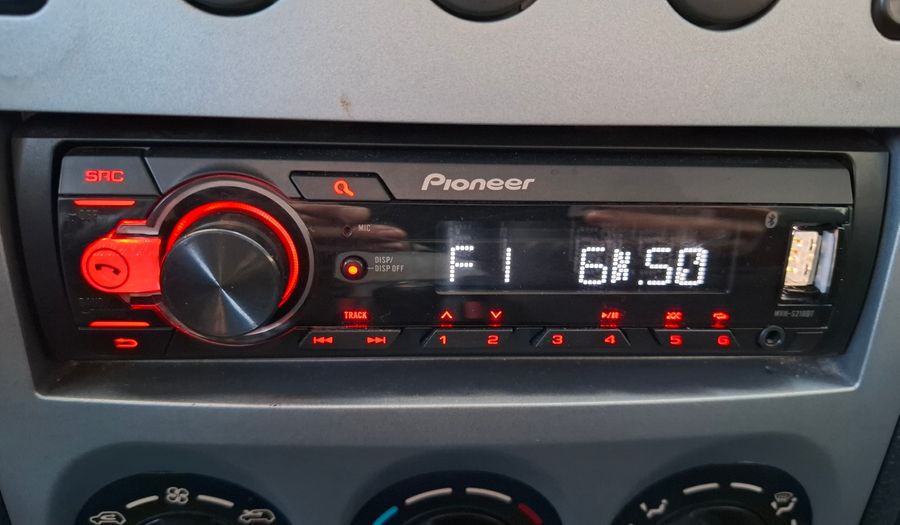 SRC
Pioneer
MIC
DISP/
DISP OFF
F1
TRACK
MVH-S218BT
1
2
3
4
5
6